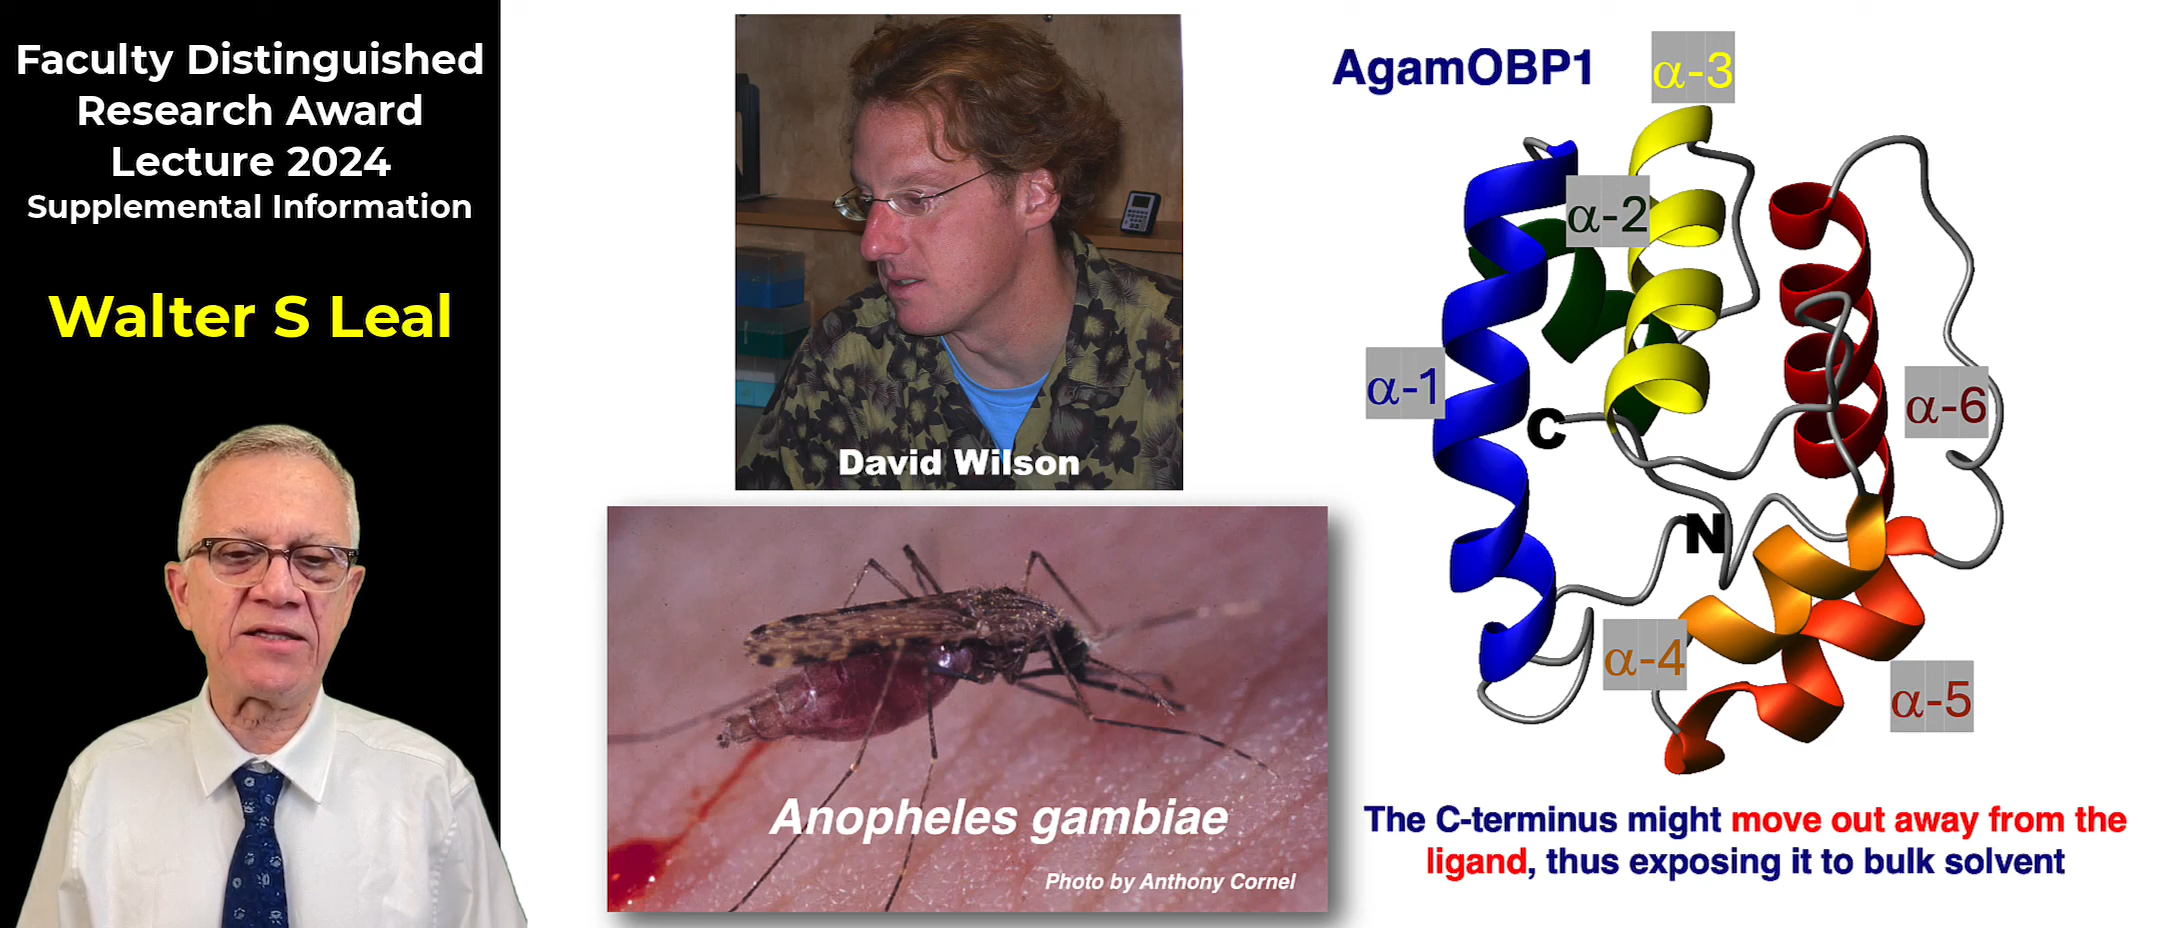 Faculty Distinguished
Research Award
Lecture 2024
Supplemental Information
Walter S Leal
David Wilson
Anopheles gambiae
Photo by Anthony Cornel
AgamOBP1
α-3
α-2
α-1
C
α-6
N
α-4
α-5
The C-terminus might move out away from the
ligand, thus exposing it to bulk solvent